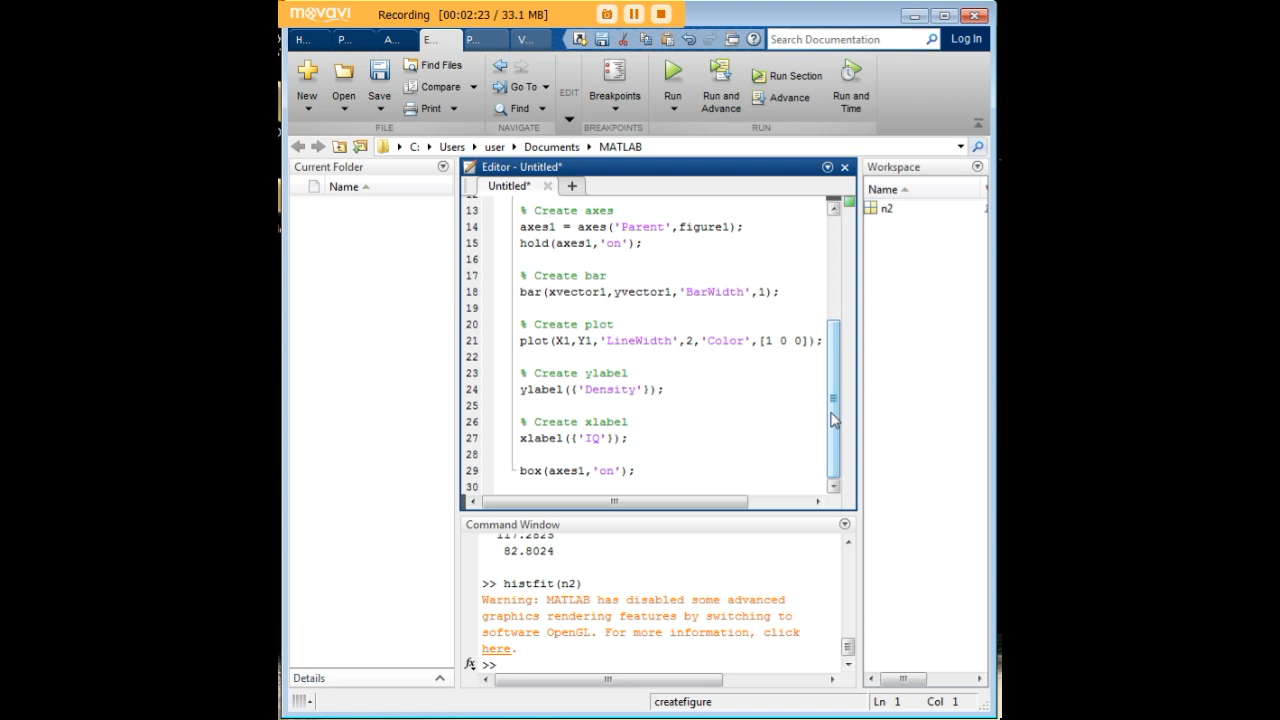 movavi
Recording [00:02:23 / 33.1 MB]
H... P... A... E... P... V... Search Documentation Log In
New Open Save Find Files Compare Print Go To Find EDIT Breakpoints Run Run and Advance Run Section Advance Run and Time
FILE NAVIGATE BREAKPOINTS RUN
C: Users user Documents MATLAB
Current Folder
Name
Editor - Untitled*
Untitled*
13 % Create axes
14 axes1 = axes('Parent',figure1);
15 hold(axes1,'on');
16
17 % Create bar
18 bar(xvector1,yvector1,'BarWidth',1);
19
20 % Create plot
21 plot(X1,Y1,'LineWidth',2,'Color',[1 0 0]);
22
23 % Create ylabel
24 ylabel({'Density'});
25
26 % Create xlabel
27 xlabel({'IQ'});
28
29 box(axes1,'on');
30
Workspace
Name
n2
Command Window
117.2825
82.8024
>> histfit(n2)
Warning: MATLAB has disabled some advanced
graphics rendering features by switching to
software OpenGL. For more information, click
here.
fx >>
Details
createfigure
Ln 1 Col 1